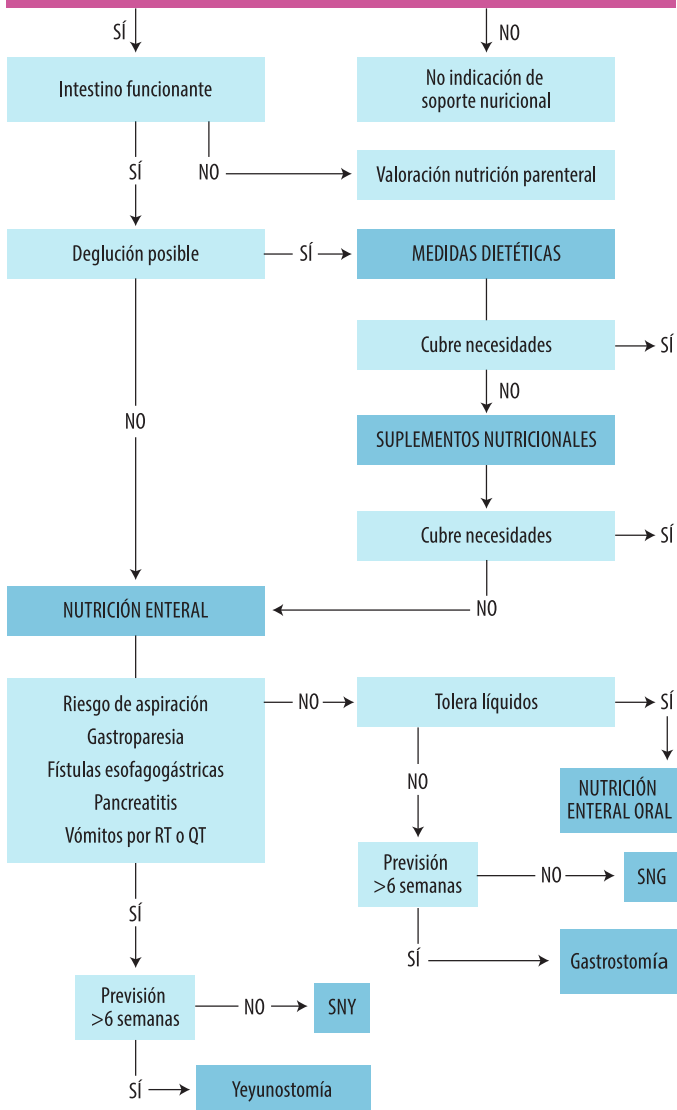 SÍ
NO
Intestino funcionante
No indicación de
soporte nuricional
SÍ
NO
Valoración nutrición parenteral
Deglución posible
SÍ
MEDIDAS DIETÉTICAS
Cubre necesidades
SÍ
NO
NO
SUPLEMENTOS NUTRICIONALES
Cubre necesidades
SÍ
NO
NUTRICIÓN ENTERAL
Riesgo de aspiración
Gastroparesia
Fístulas esofagogástricas
Pancreatitis
Vómitos por RT o QT
NO
Tolera líquidos
SÍ
NUTRICIÓN
ENTERAL ORAL
NO
Previsión
>6 semanas
NO
SNG
SÍ
Gastrostomía
SÍ
Previsión
>6 semanas
NO
SNY
SÍ
Yeyunostomía